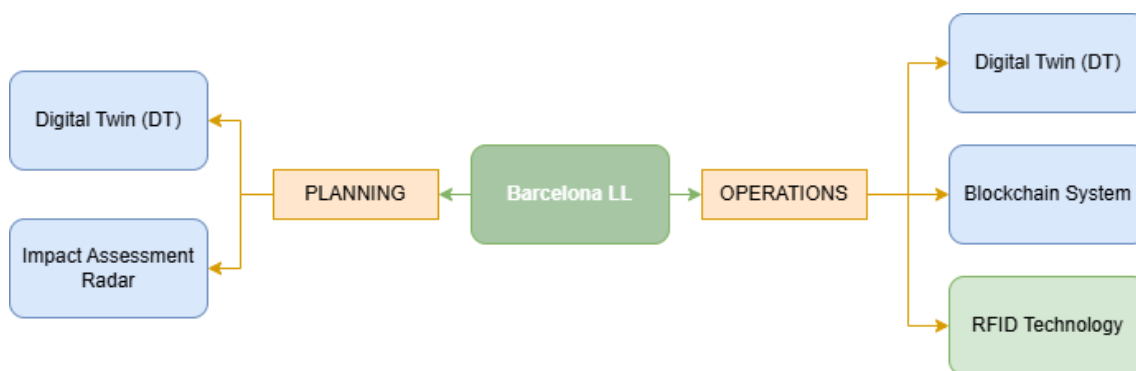 Digital Twin (DT)
Impact Assessment
Radar
PLANNING
Barcelona LL
OPERATIONS
Digital Twin (DT)
Blockchain System
RFID Technology